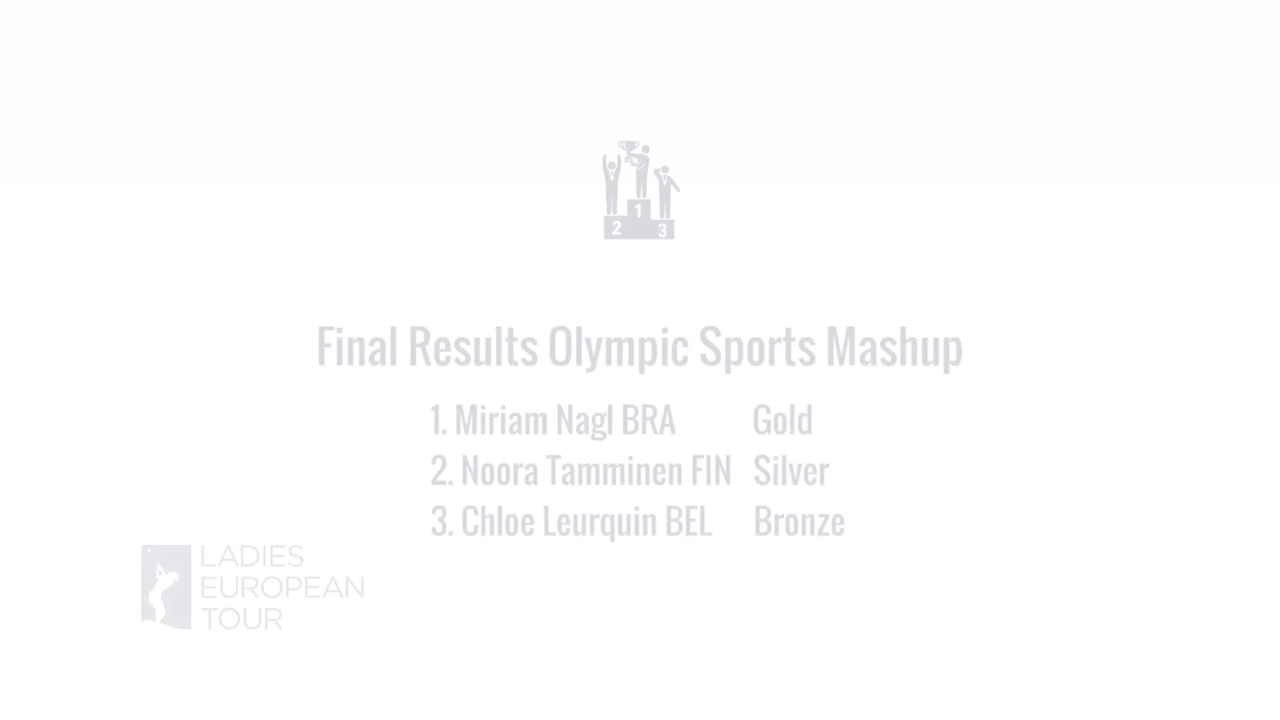 1
2
3
Final Results Olympic Sports Mashup
1. Miriam Nagl BRA Gold
2. Noora Tamminen FIN Silver
3. Chloe Leurquin BEL Bronze
LADIES
EUROPEAN
TOUR